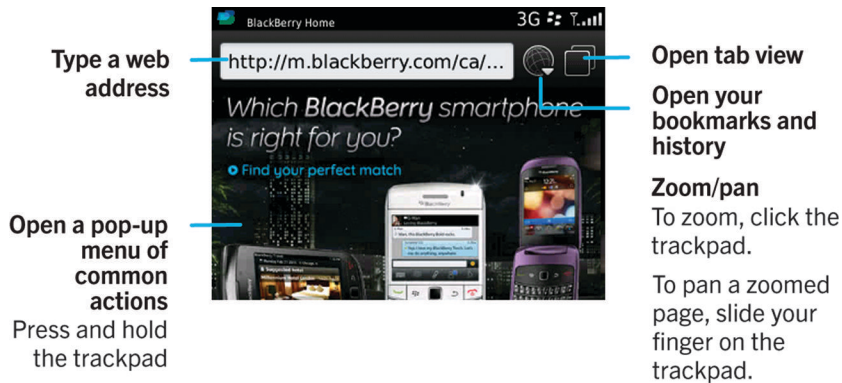 BlackBerry Home
3G
http://m.blackberry.com/ca/...
Type a web
address
Open tab view
Open your
bookmarks and
history
Which BlackBerry smartphone
is right for you?
Find your perfect match
Zoom/pan
To zoom, click the
trackpad.
To pan a zoomed
page, slide your
finger on the
trackpad.
Open a pop-up
menu of
common
actions
Press and hold
the trackpad